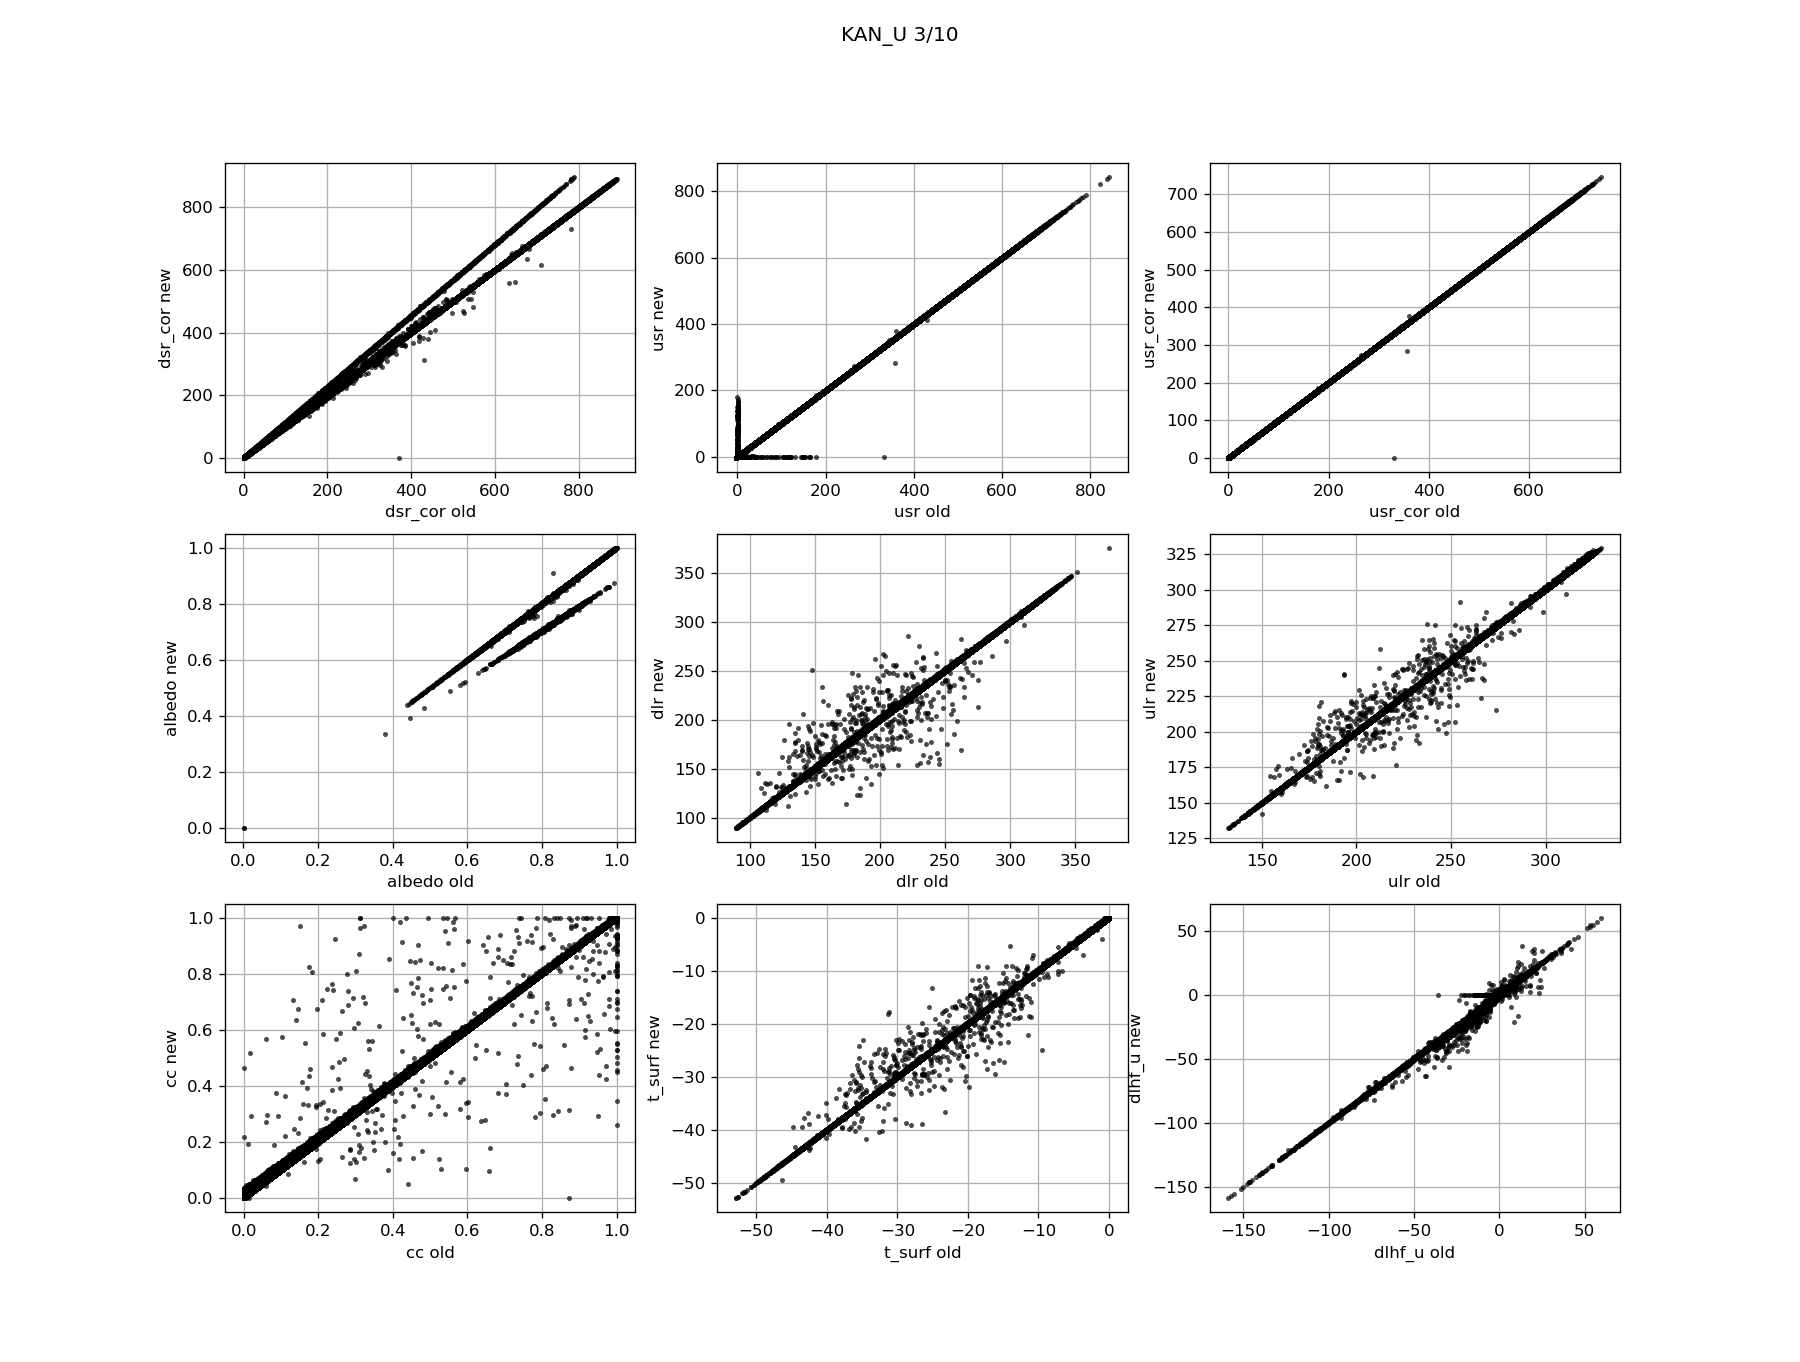 KAN_U 3/10
dsr_cor new
800
600
400
200
0
0 200 400 600 800
dsr_cor old
usr new
800
600
400
200
0
0 200 400 600 800
usr old
usr_cor new
700
600
500
400
300
200
100
0
0 200 400 600
usr_cor old
albedo new
1.0
0.8
0.6
0.4
0.2
0.0
0.0 0.2 0.4 0.6 0.8 1.0
albedo old
dlr new
350
300
250
200
150
100
100 150 200 250 300 350
dlr old
ulr new
325
300
275
250
225
200
175
150
125
150 200 250 300
ulr old
cc new
1.0
0.8
0.6
0.4
0.2
0.0
0.0 0.2 0.4 0.6 0.8 1.0
cc old
t_surf new
0
−10
−20
−30
−40
−50
−50 −40 −30 −20 −10 0
t_surf old
dlhf_u new
50
0
−50
−100
−150
−150 −100 −50 0 50
dlhf_u old